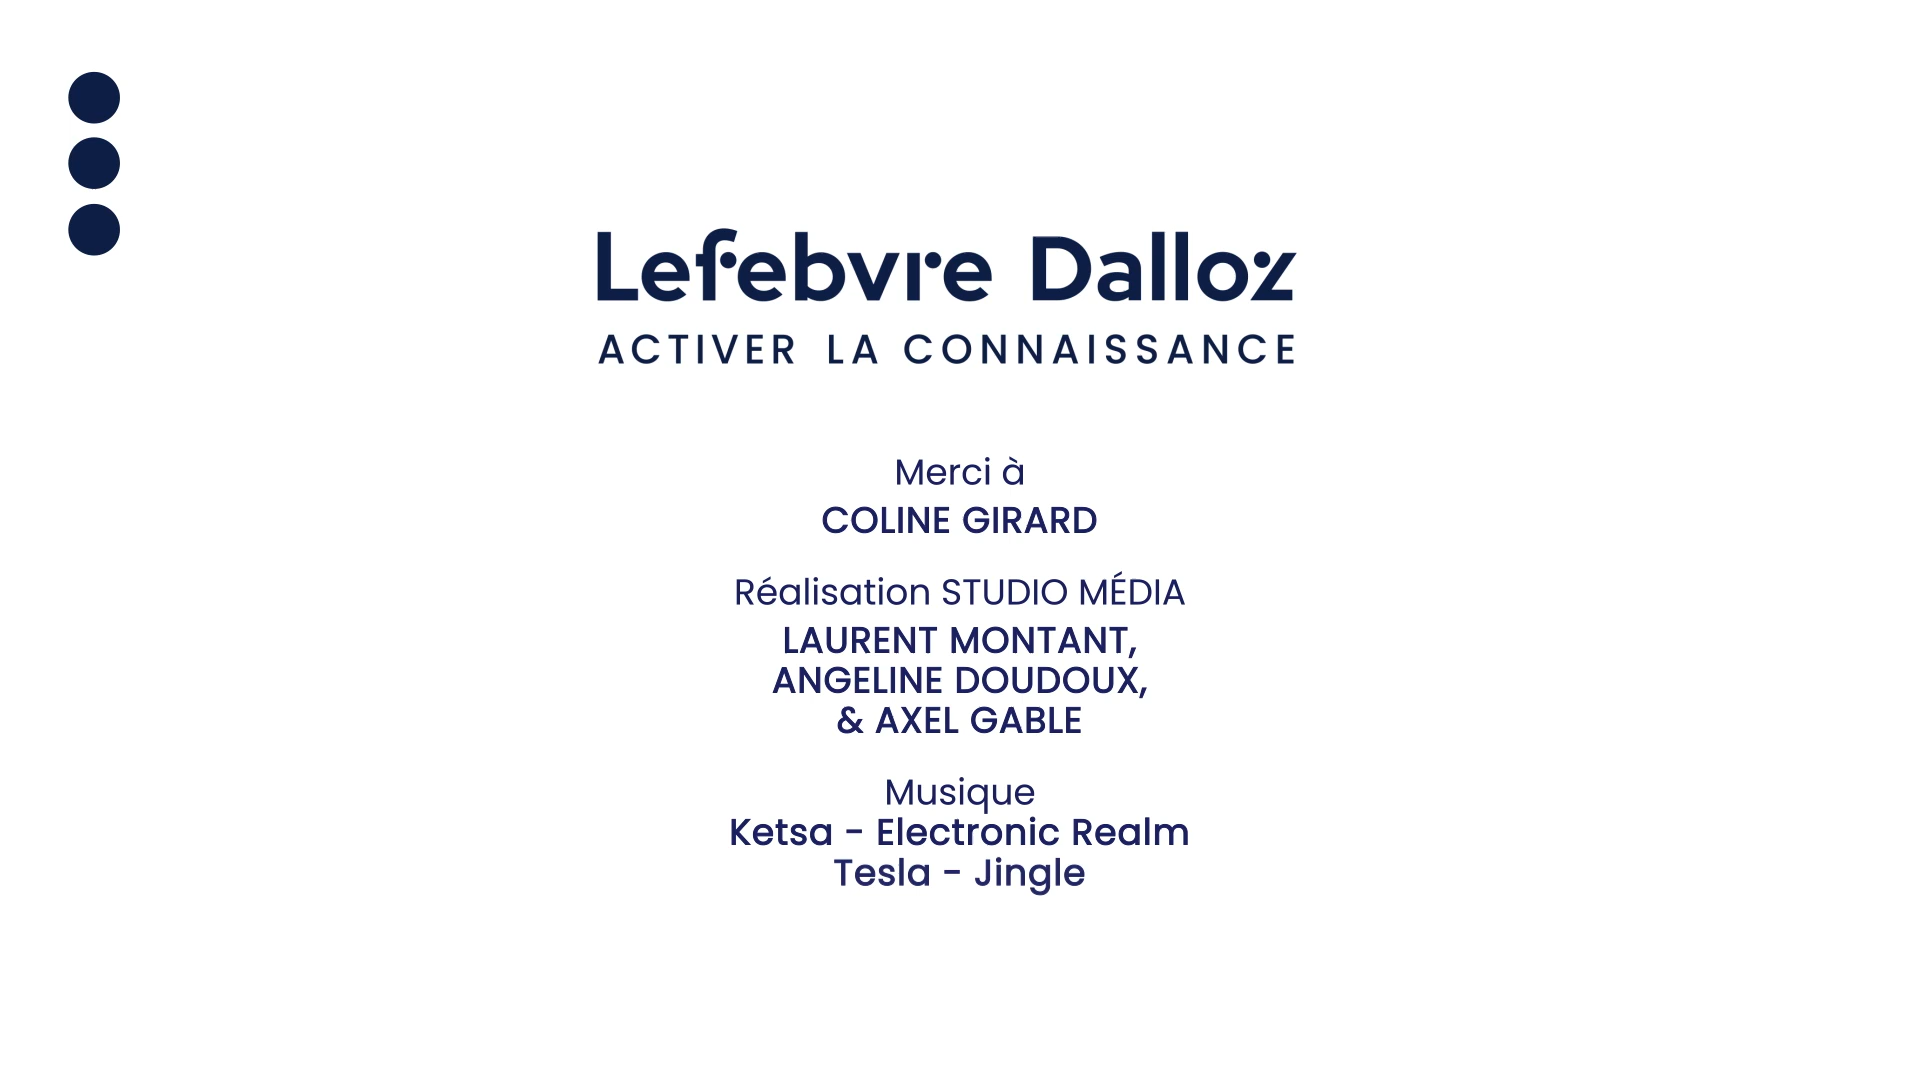 Lefebvre Dalloz
ACTIVER LA CONNAISSANCE
Merci à
COLINE GIRARD
Réalisation STUDIO MÉDIA
LAURENT MONTANT,
ANGELINE DOUDOUX,
& AXEL GABLE
Musique
Ketsa - Electronic Realm
Tesla - Jingle